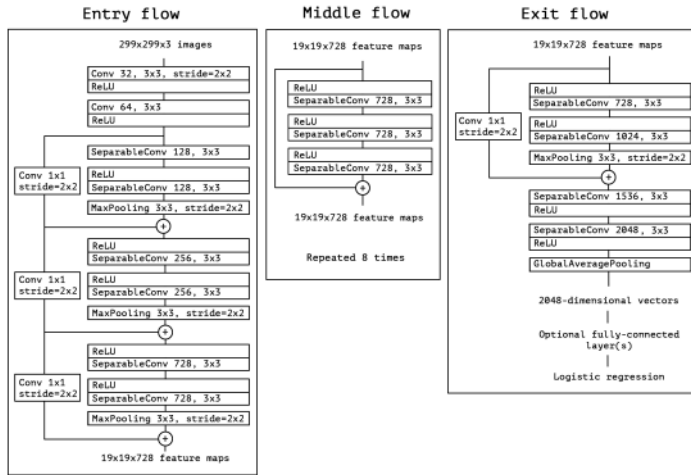 Entry flow
299x299x3 images
Conv 32, 3x3, stride=2x2
ReLU
Conv 64, 3x3
ReLU
SeparableConv 128, 3x3
Conv 1x1
stride=2x2
ReLU
SeparableConv 128, 3x3
MaxPooling 3x3, stride=2x2
+
ReLU
SeparableConv 256, 3x3
Conv 1x1
stride=2x2
ReLU
SeparableConv 256, 3x3
MaxPooling 3x3, stride=2x2
+
ReLU
SeparableConv 728, 3x3
Conv 1x1
stride=2x2
ReLU
SeparableConv 728, 3x3
MaxPooling 3x3, stride=2x2
+
19x19x728 feature maps
Middle flow
19x19x728 feature maps
ReLU
SeparableConv 728, 3x3
ReLU
SeparableConv 728, 3x3
ReLU
SeparableConv 728, 3x3
+
19x19x728 feature maps
Repeated 8 times
Exit flow
19x19x728 feature maps
ReLU
SeparableConv 728, 3x3
Conv 1x1
stride=2x2
ReLU
SeparableConv 1024, 3x3
MaxPooling 3x3, stride=2x2
+
SeparableConv 1536, 3x3
ReLU
SeparableConv 2048, 3x3
ReLU
GlobalAveragePooling
2048-dimensional vectors
Optional fully-connected
layer(s)
Logistic regression